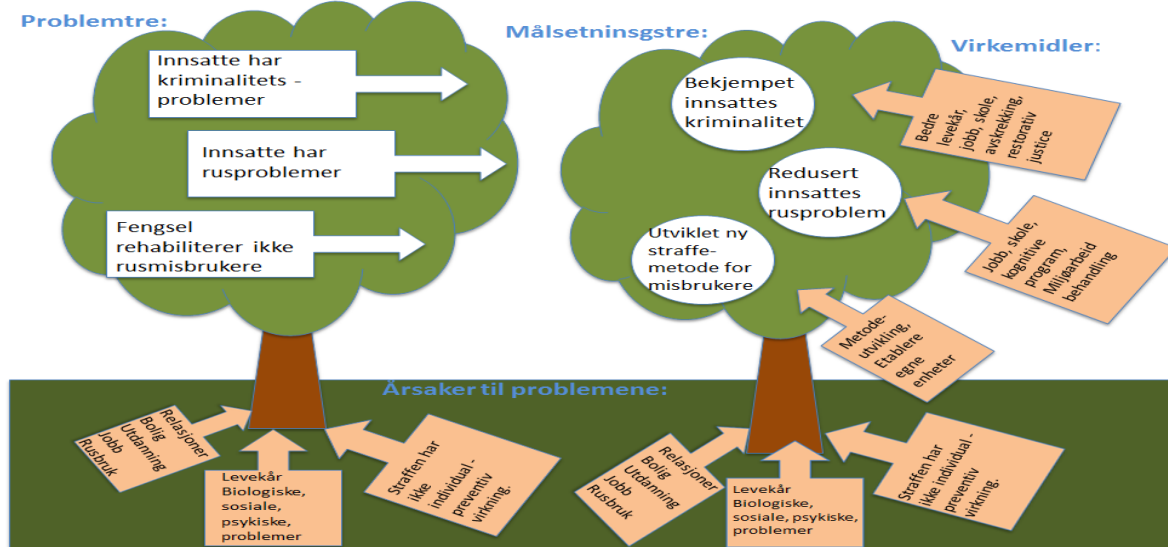 Problemtre:
Innsatte har
kriminalitets -
problemer
Innsatte har
rusproblemer
Fengsel
rehabiliterer ikke
rusmisbrukere
Målsetninsgstre:
Bekjempet
innsattes
kriminalitet
Redusert
innsattes
rusproblem
Utviklet ny
straffe-
metode for
misbrukere
Virkemidler:
Bedre
levekår,
jobb, skole,
avskrekking,
restorativ
justice
Jobb, skole,
kognitive
program,
Miljøarbeid
behandling
Metode-
utvikling,
Etablere
egne
enheter
Årsaker til problemene:
Relasjoner
Bolig
Utdanning
Jobb
Rusbruk
Levekår
Biologiske,
sosiale,
psykiske,
problemer
Straffen har
ikke
individual -
preventiv
virkning.
Relasjoner
Bolig
Utdanning
Jobb
Rusbruk
Levekår
Biologiske,
sosiale, psykiske,
problemer
Straffen har
ikke individual -
preventiv
virkning.